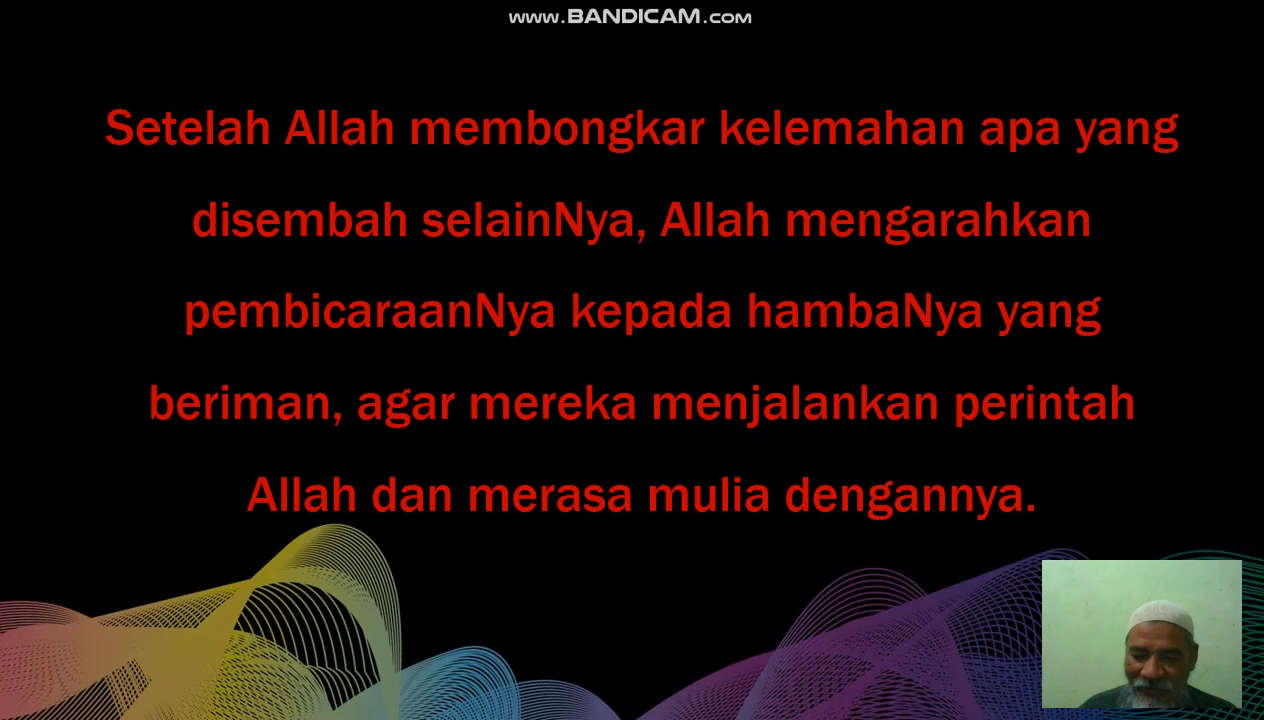 www.BANDICAM.com
Setelah Allah membongkar kelemahan apa yang
disembah selainNya, Allah mengarahkan
pembicaraanNya kepada hambaNya yang
beriman, agar mereka menjalankan perintah
Allah dan merasa mulia dengannya.